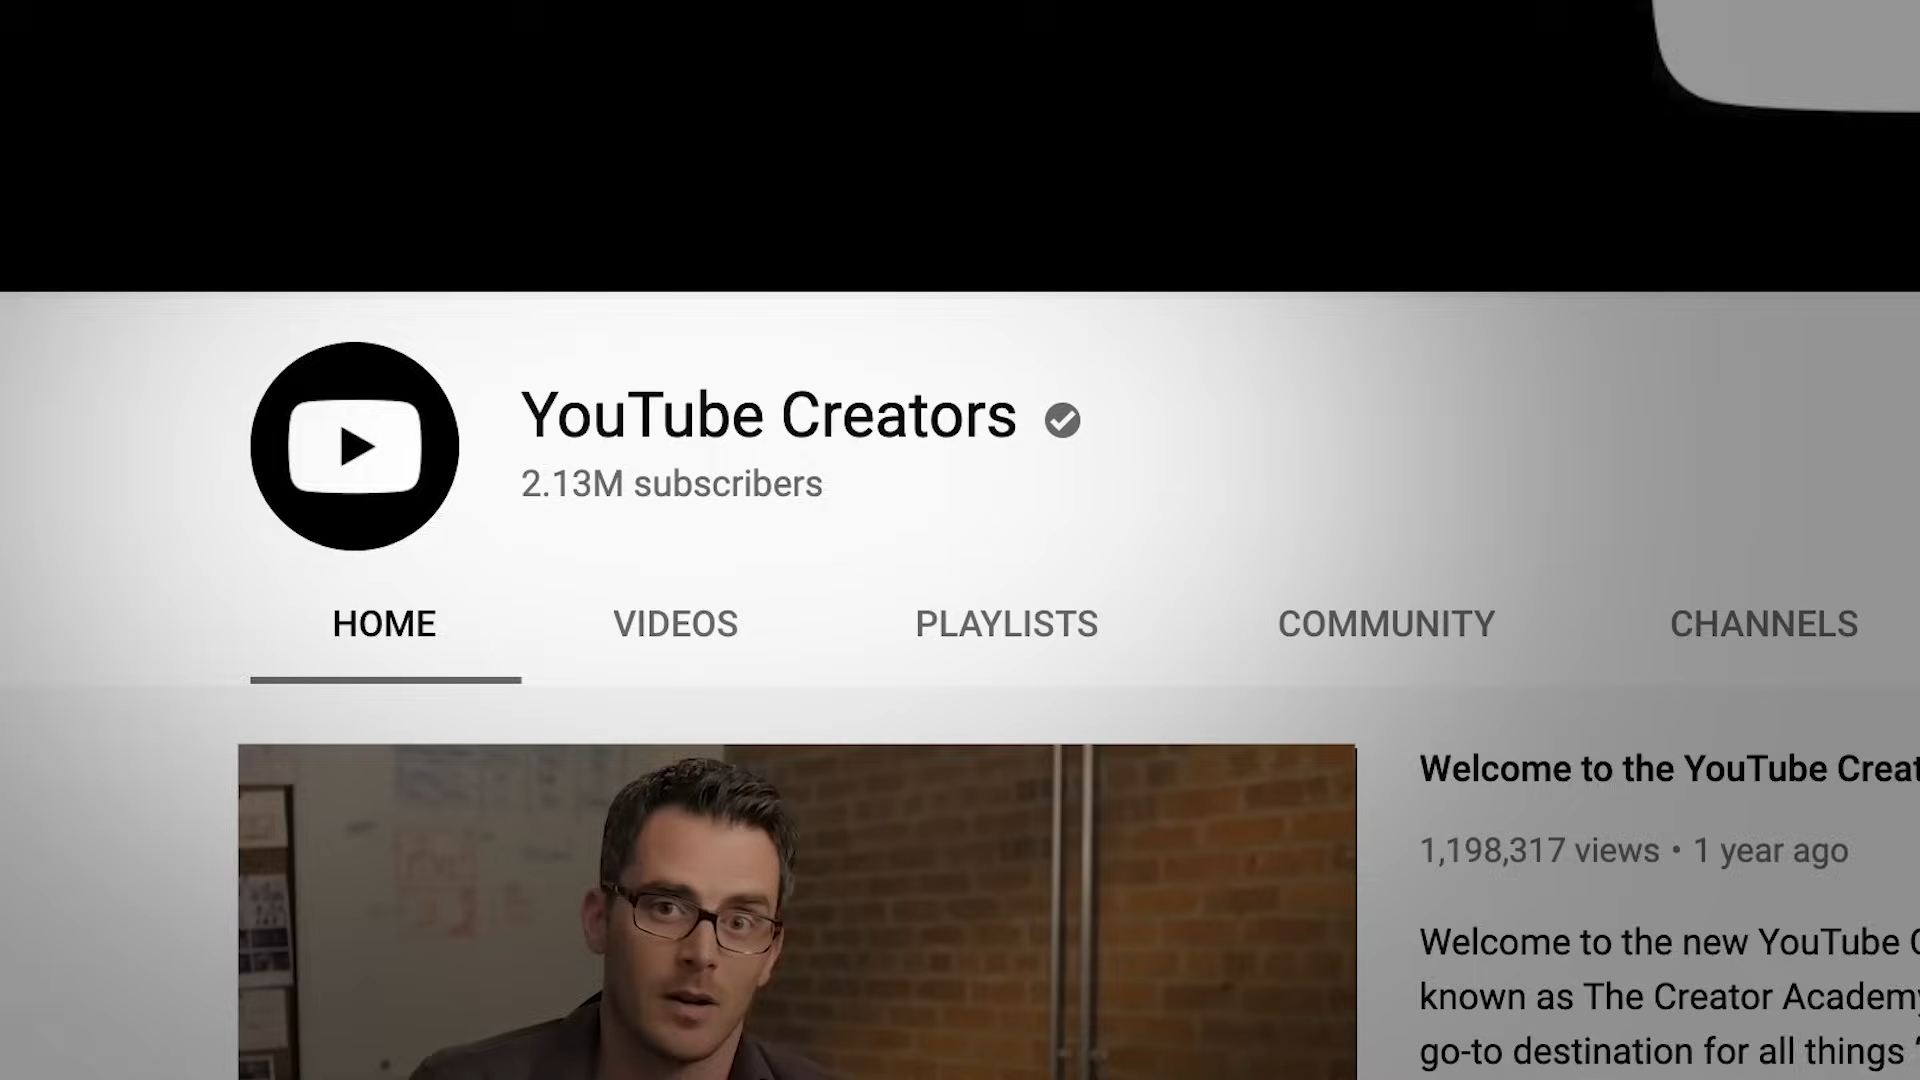 YouTube Creators
2.13M subscribers
HOME VIDEOS PLAYLISTS COMMUNITY CHANNELS
Welcome to the YouTube Creat
1,198,317 views • 1 year ago
Welcome to the new YouTube C
known as The Creator Academy
go-to destination for all things “